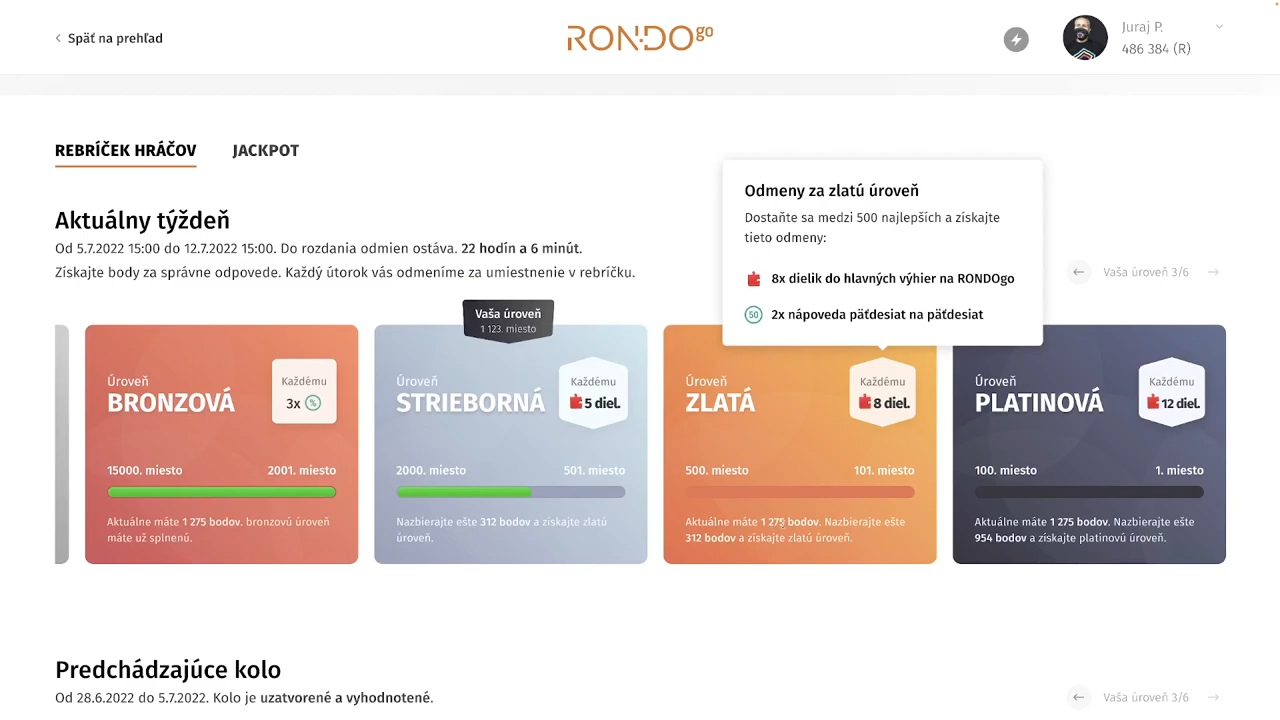 Späť na prehľad
RONDOgo
Juraj P.
486 384 (R)
REBRÍČEK HRÁČOV
JACKPOT
Aktuálny týždeň
Od 5.7.2022 15:00 do 12.7.2022 15:00. Do rozdania odmien ostáva. 22 hodín a 6 minút.
Získajte body za správne odpovede. Každý útorok vás odmeníme za umiestnenie v rebríčku.
Odmeny za zlatú úroveň
Dostaňte sa medzi 500 najlepších a získajte
tieto odmeny:
8x dielik do hlavných výhier na RONDOgo
50 2x nápoveda päťdesiat na päťdesiat
Vaša úroveň 3/6
Úroveň
BRONZOVÁ
Každému
3x %
15000. miesto
2001. miesto
Aktuálne máte 1 275 bodov. bronzovú úroveň
máte už splnenú.
Vaša úroveň
1 123. miesto
Úroveň
STRIEBORNÁ
Každému
5 diel.
2000. miesto
501. miesto
Nazbierajte ešte 312 bodov a získajte zlatú
úroveň.
Úroveň
ZLATÁ
Každému
8 diel.
500. miesto
101. miesto
Aktuálne máte 1 275 bodov. Nazbierajte ešte
312 bodov a získajte zlatú úroveň.
Úroveň
PLATINOVÁ
Každému
12 diel.
100. miesto
1. miesto
Aktuálne máte 1 275 bodov. Nazbierajte ešte
954 bodov a získajte platinovú úroveň.
Predchádzajúce kolo
Od 28.6.2022 do 5.7.2022. Kolo je uzatvorené a vyhodnotené.
Vaša úroveň 3/6